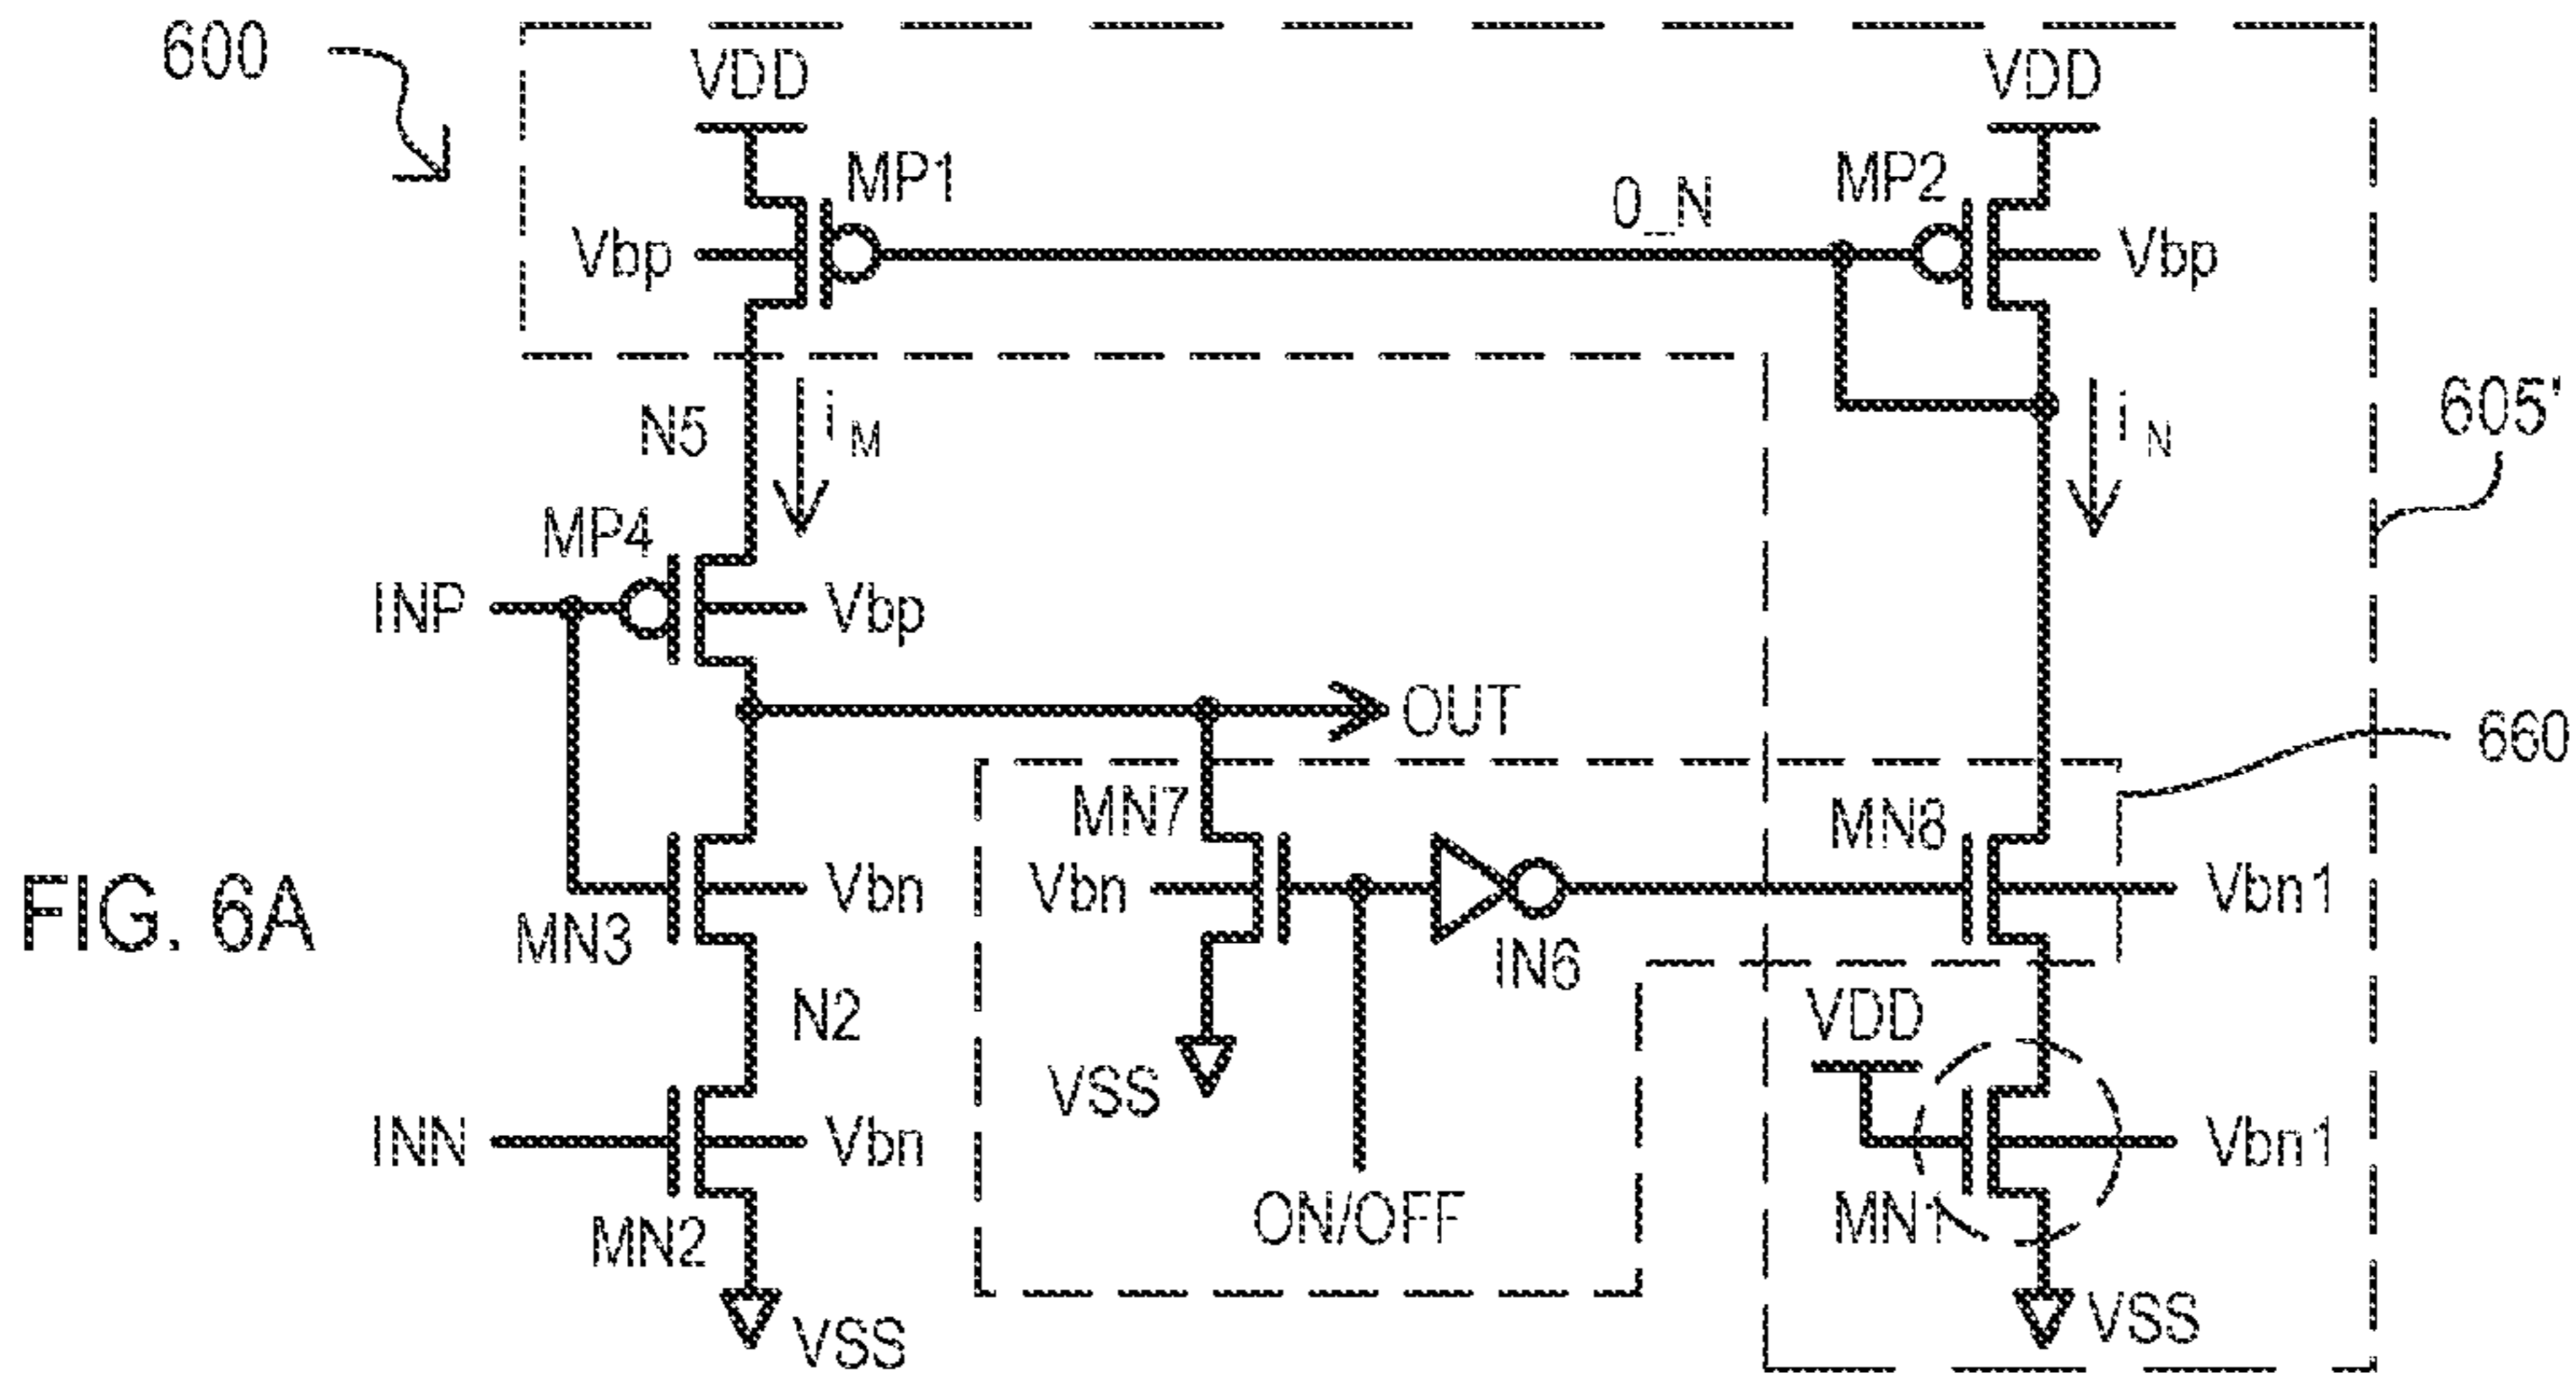 600
VDD
VDD
MP1
0_N
MP2
Vbp
Vbp
605'
N5
i M
i N
MP4
INP
Vbp
OUT
660
MN7
MN8
FIG. 6A
MN3
Vbn
Vbn
IN6
Vbn1
N2
VDD
VSS
INN
Vbn
MN2
ON/OFF
MN1
Vbn1
VSS
VSS